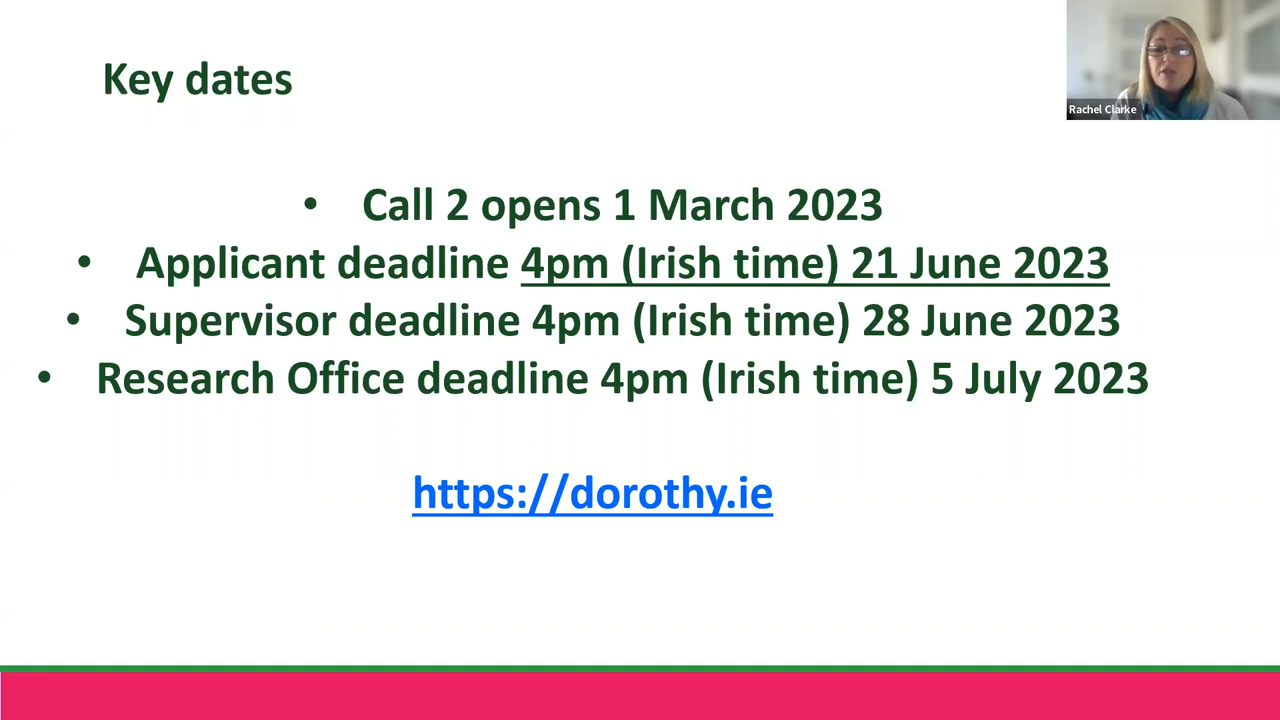 Key dates
Rachel Clarke
• Call 2 opens 1 March 2023
• Applicant deadline 4pm (Irish time) 21 June 2023
• Supervisor deadline 4pm (Irish time) 28 June 2023
• Research Office deadline 4pm (Irish time) 5 July 2023
https://dorothy.ie